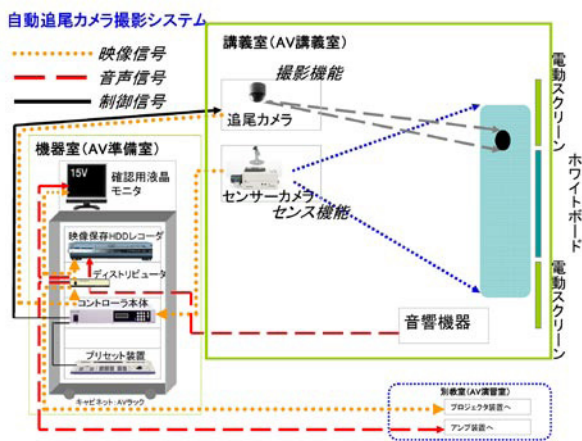 自動追尾カメラ撮影システム
映像信号
音声信号
制御信号
講義室(AV講義室)
撮影機能
追尾カメラ
センサーカメラ
センス機能
電動スクリーン
ホワイトボード
電動スクリーン
音響機器
機器室(AV準備室)
15V
確認用液晶
モニタ
映像保存HDDレコーダ
ディストリビュータ
コントローラ本体
プリセット装置
キャビネット:AVラック
別教室(AV演習室)
プロジェクタ装置へ
アンプ装置へ